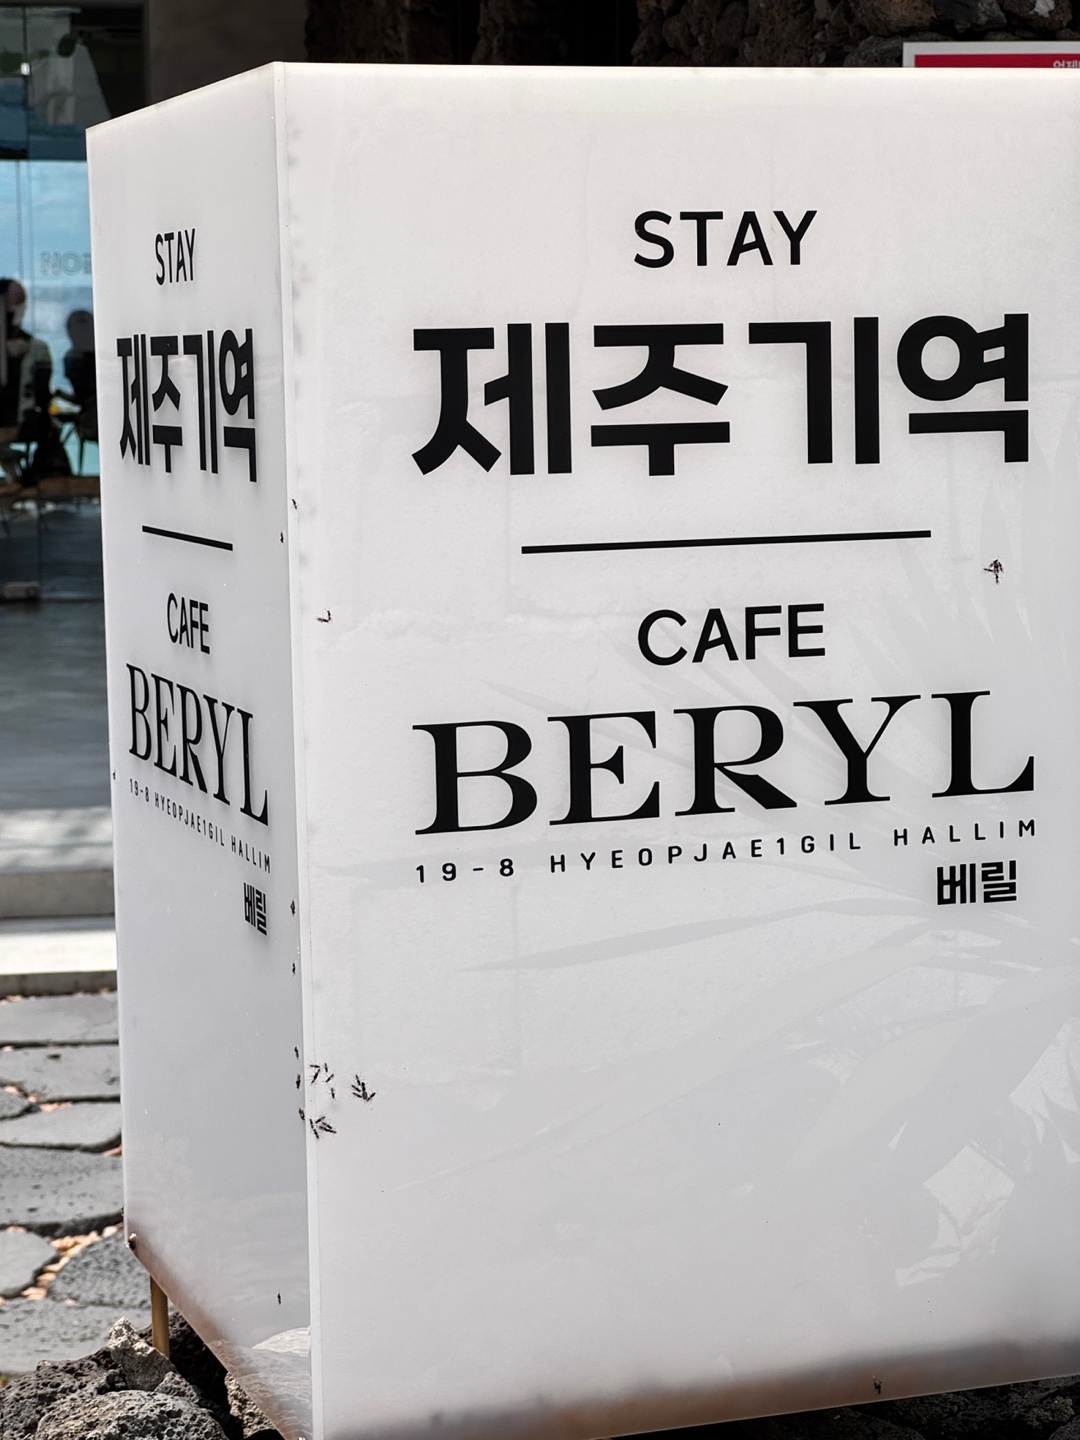 STAY
제주기역
CAFE
BERYL
19-8 HYEOPJAE1GIL HALLIM
베릴
STAY
제주기역
CAFE
BERYL
19-8 HYEOPJAE1GIL HALLIM
베릴